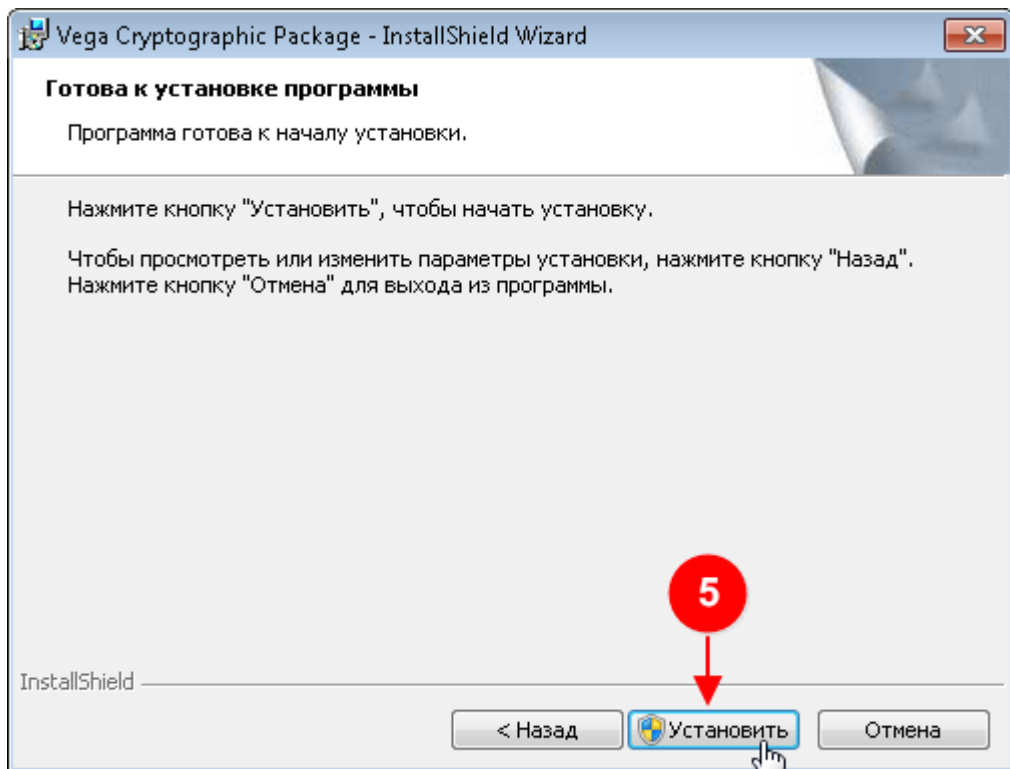 Vega Cryptographic Package - InstallShield Wizard
Готова к установке программы
Программа готова к началу установки.
Нажмите кнопку "Установить", чтобы начать установку.
Чтобы просмотреть или изменить параметры установки, нажмите кнопку "Назад".
Нажмите кнопку "Отмена" для выхода из программы.
5
InstallShield
< Назад
Установить
Отмена